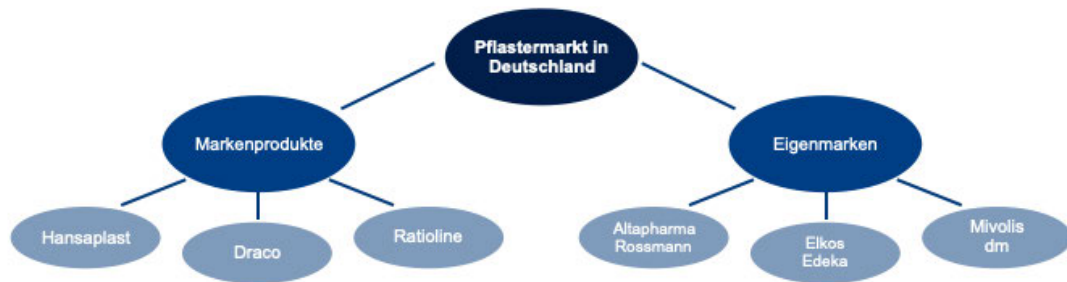 Pflastermarkt in
Deutschland
Markenprodukte
Eigenmarken
Hansaplast
Draco
Ratioline
Altapharma
Rossmann
Elkos
Edeka
Mivolis
dm